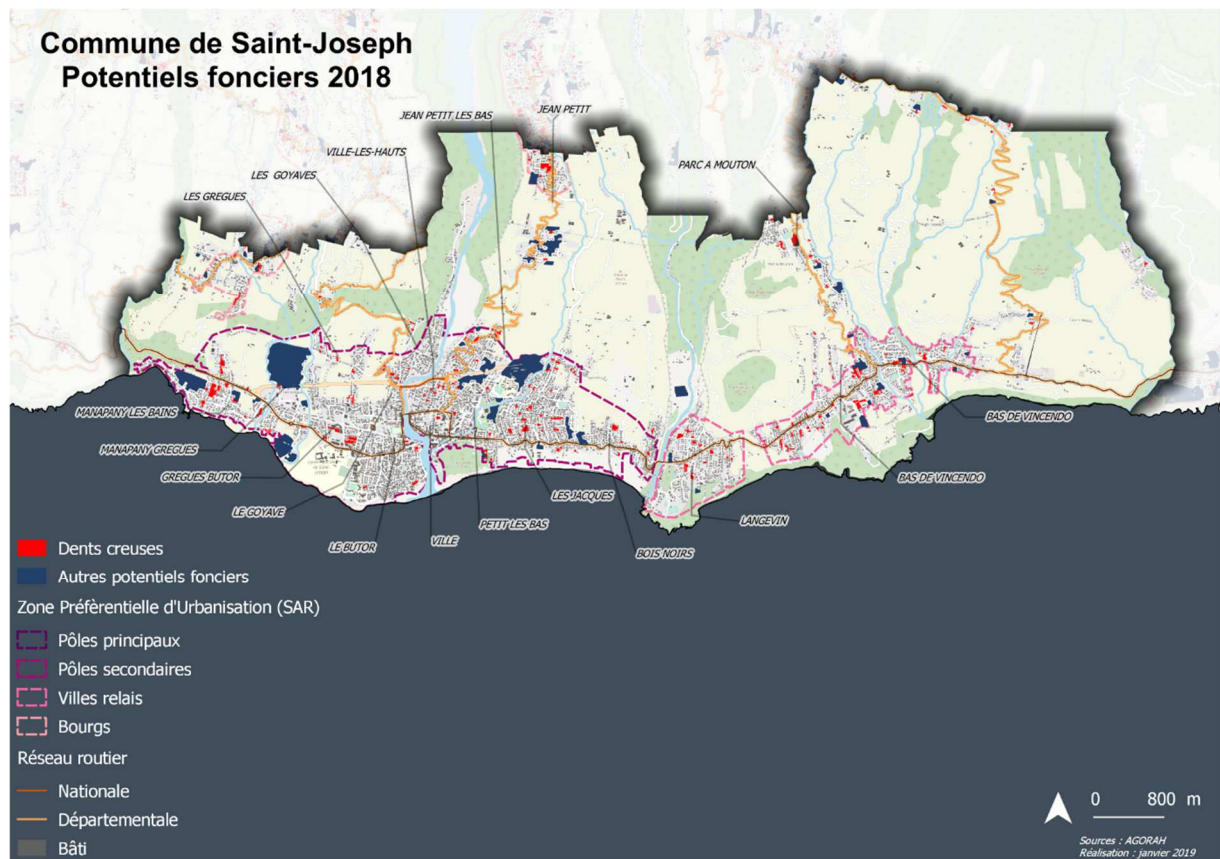 Commune de Saint-Joseph
Potentiels fonciers 2018
JEAN PETIT LES BAS
JEAN PETIT
VILLE-LES-HAUTS
LES GOYAVES
PARC A MOUTON
LES GREGUES
MANAPANY LES BAINS
MANAPANY GREGUES
GREGUES BUTOR
LE GOYAVE
LE BUTOR
VILLE
PETIT LES BAS
LES JACQUES
BOIS NOIRS
LANGEVIN
BAS DE VINCENDO
BAS DE VINCENDO
Dents creuses
Autres potentiels fonciers
Zone Préfèrentielle d'Urbanisation (SAR)
Pôles principaux
Pôles secondaires
Villes relais
Bourgs
Réseau routier
Nationale
Départementale
Bâti
0 800 m
Sources : AGORAH
Réalisation : janvier 2019